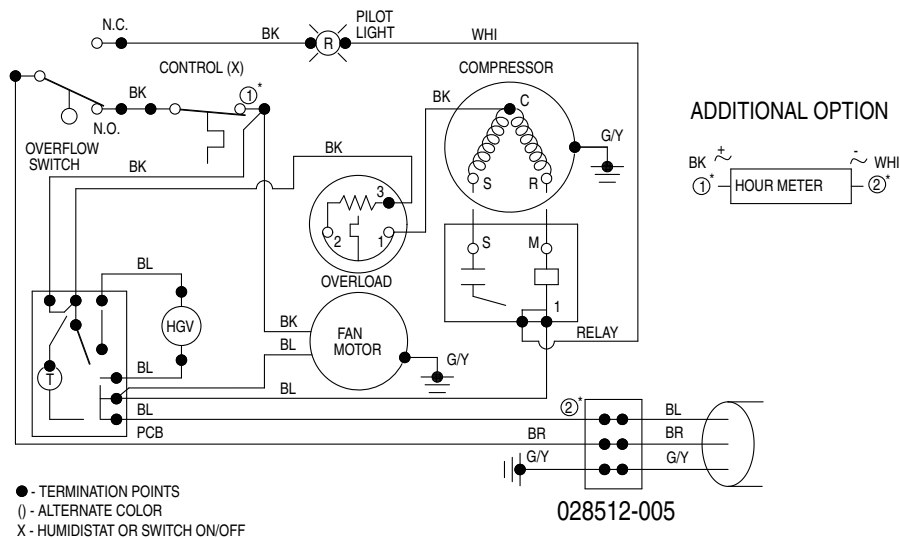 N.C.
BK
R
PILOT
LIGHT
WHI
CONTROL (X)
COMPRESSOR
BK
1*
N.O.
OVERFLOW
SWITCH
BK
BK
BK
C
G/Y
S
R
ADDITIONAL OPTION
BK
+
~
-
~ WHI
1*
HOUR METER
2*
3
2
1
OVERLOAD
S
M
1
RELAY
BL
HGV
BK
BL
FAN
MOTOR
G/Y
T
BL
BL
BL
PCB
2*
BL
BR
BR
G/Y
G/Y
028512-005
● - TERMINATION POINTS
() - ALTERNATE COLOR
X - HUMIDISTAT OR SWITCH ON/OFF